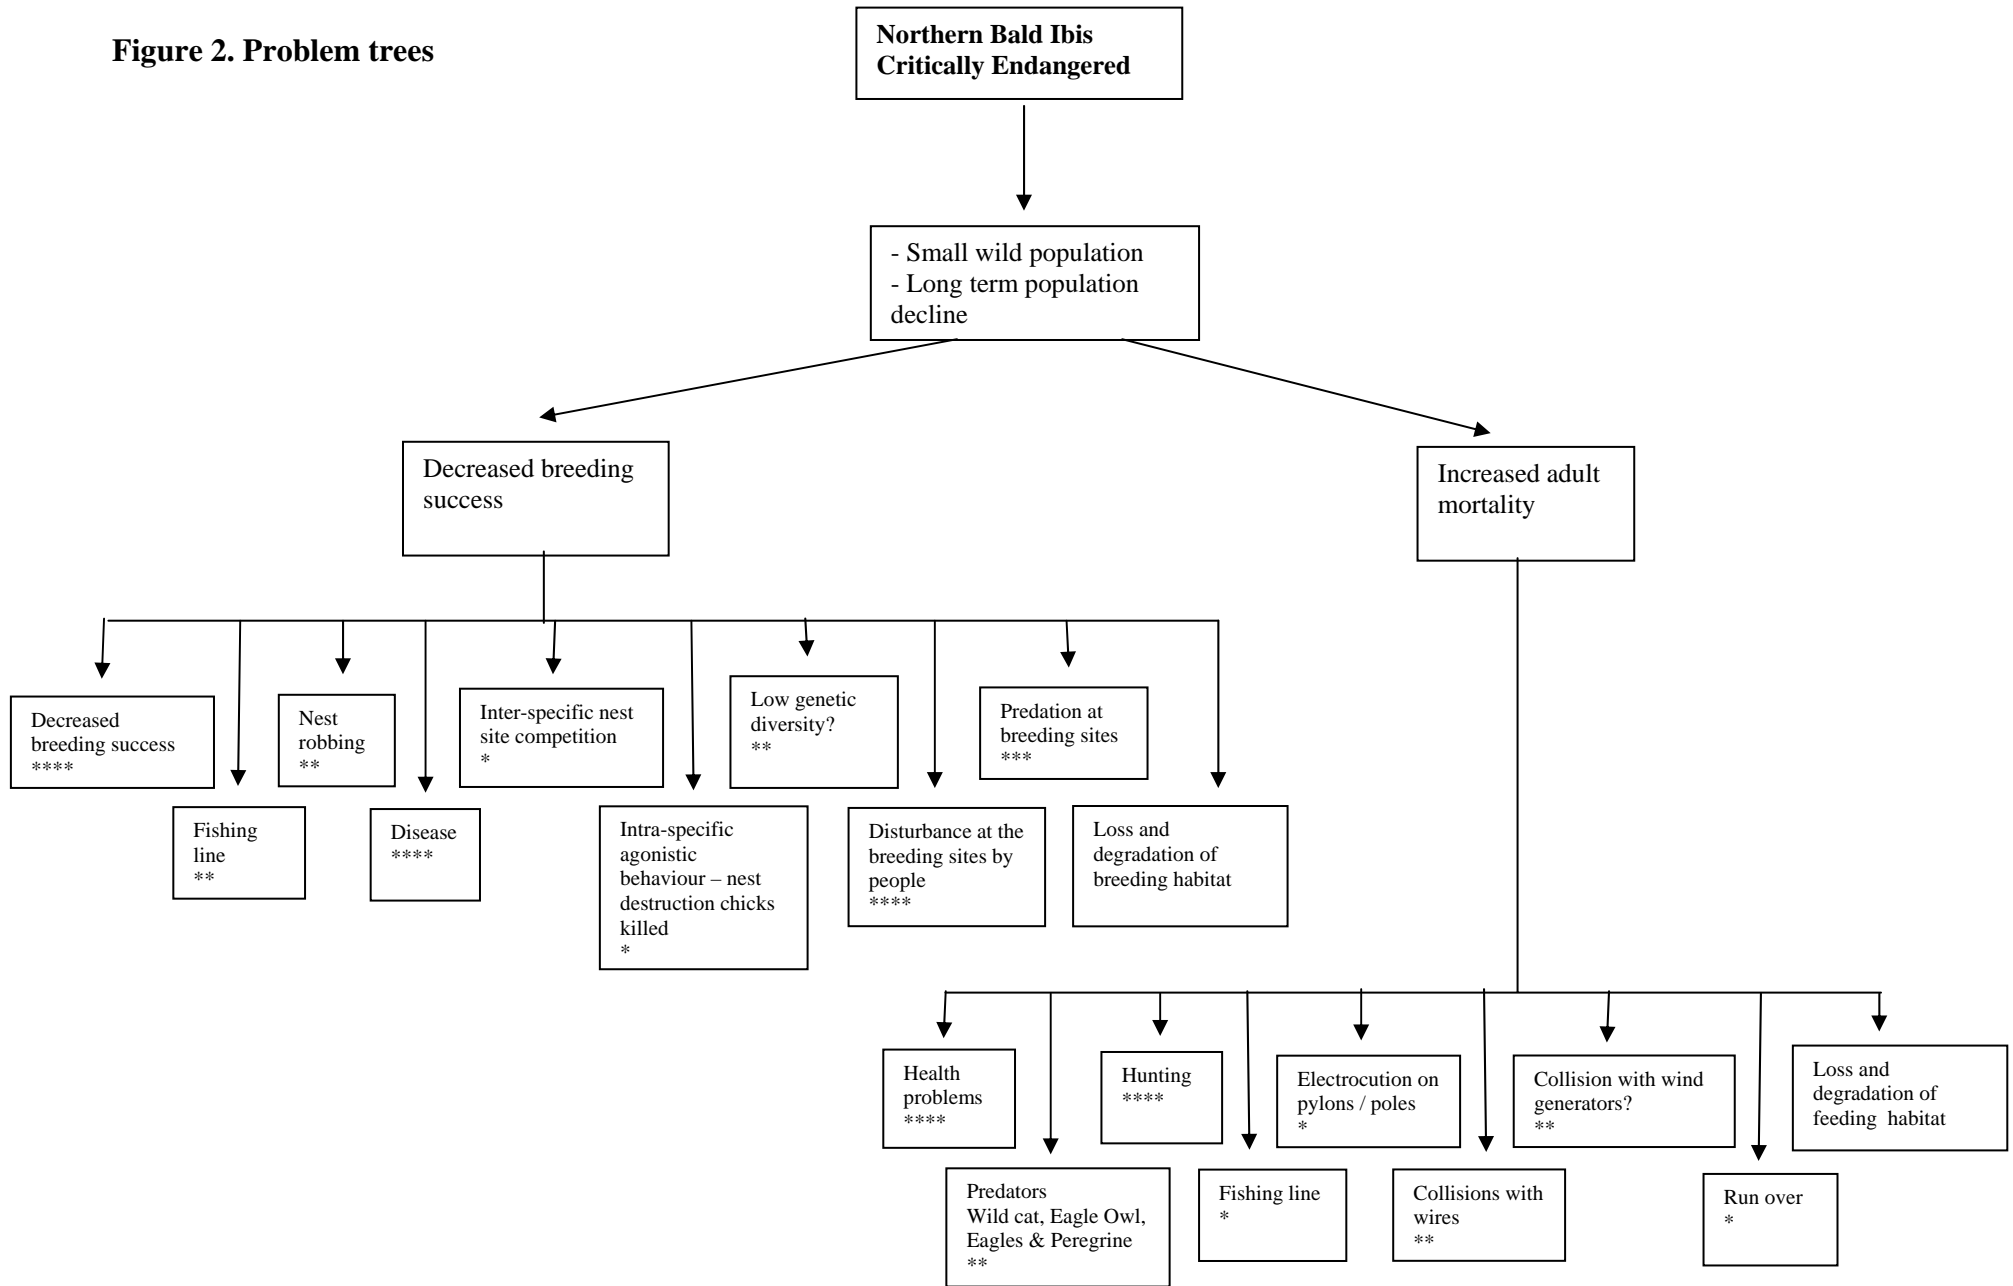 Figure 2. Problem trees
Northern Bald Ibis
Critically Endangered
- Small wild population
- Long term population
decline
Decreased breeding
success
Increased adult
mortality
Decreased
breeding success
****
Nest
robbing
**
Inter-specific nest
site competition
*
Low genetic
diversity?
**
Predation at
breeding sites
***
Fishing
line
**
Disease
****
Intra-specific
agonistic
behaviour – nest
destruction chicks
killed
*
Disturbance at the
breeding sites by
people
****
Loss and
degradation of
breeding habitat
Health
problems
****
Hunting
****
Electrocution on
pylons / poles
*
Collision with wind
generators?
**
Loss and
degradation of
feeding  habitat
Predators
Wild cat, Eagle Owl,
Eagles & Peregrine
**
Fishing line
*
Collisions with
wires
**
Run over
*